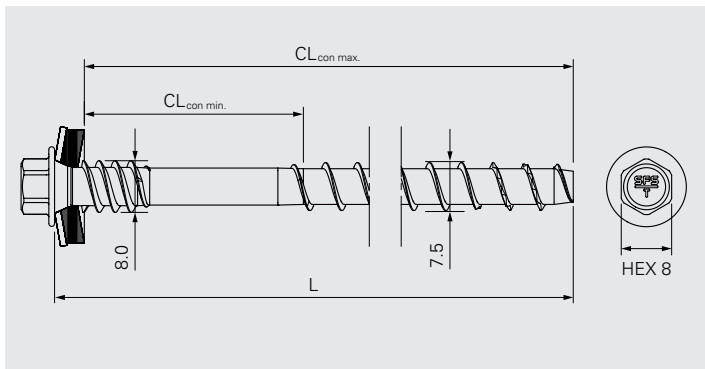 CLcon max.
CLcon min.
SFS
T
8.0
7.5
HEX 8
L